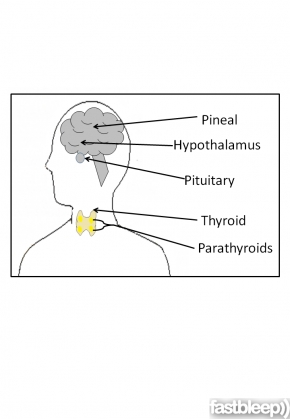 Pineal
Hypothalamus
Pituitary
Thyroid
Parathyroids
fastbleep))